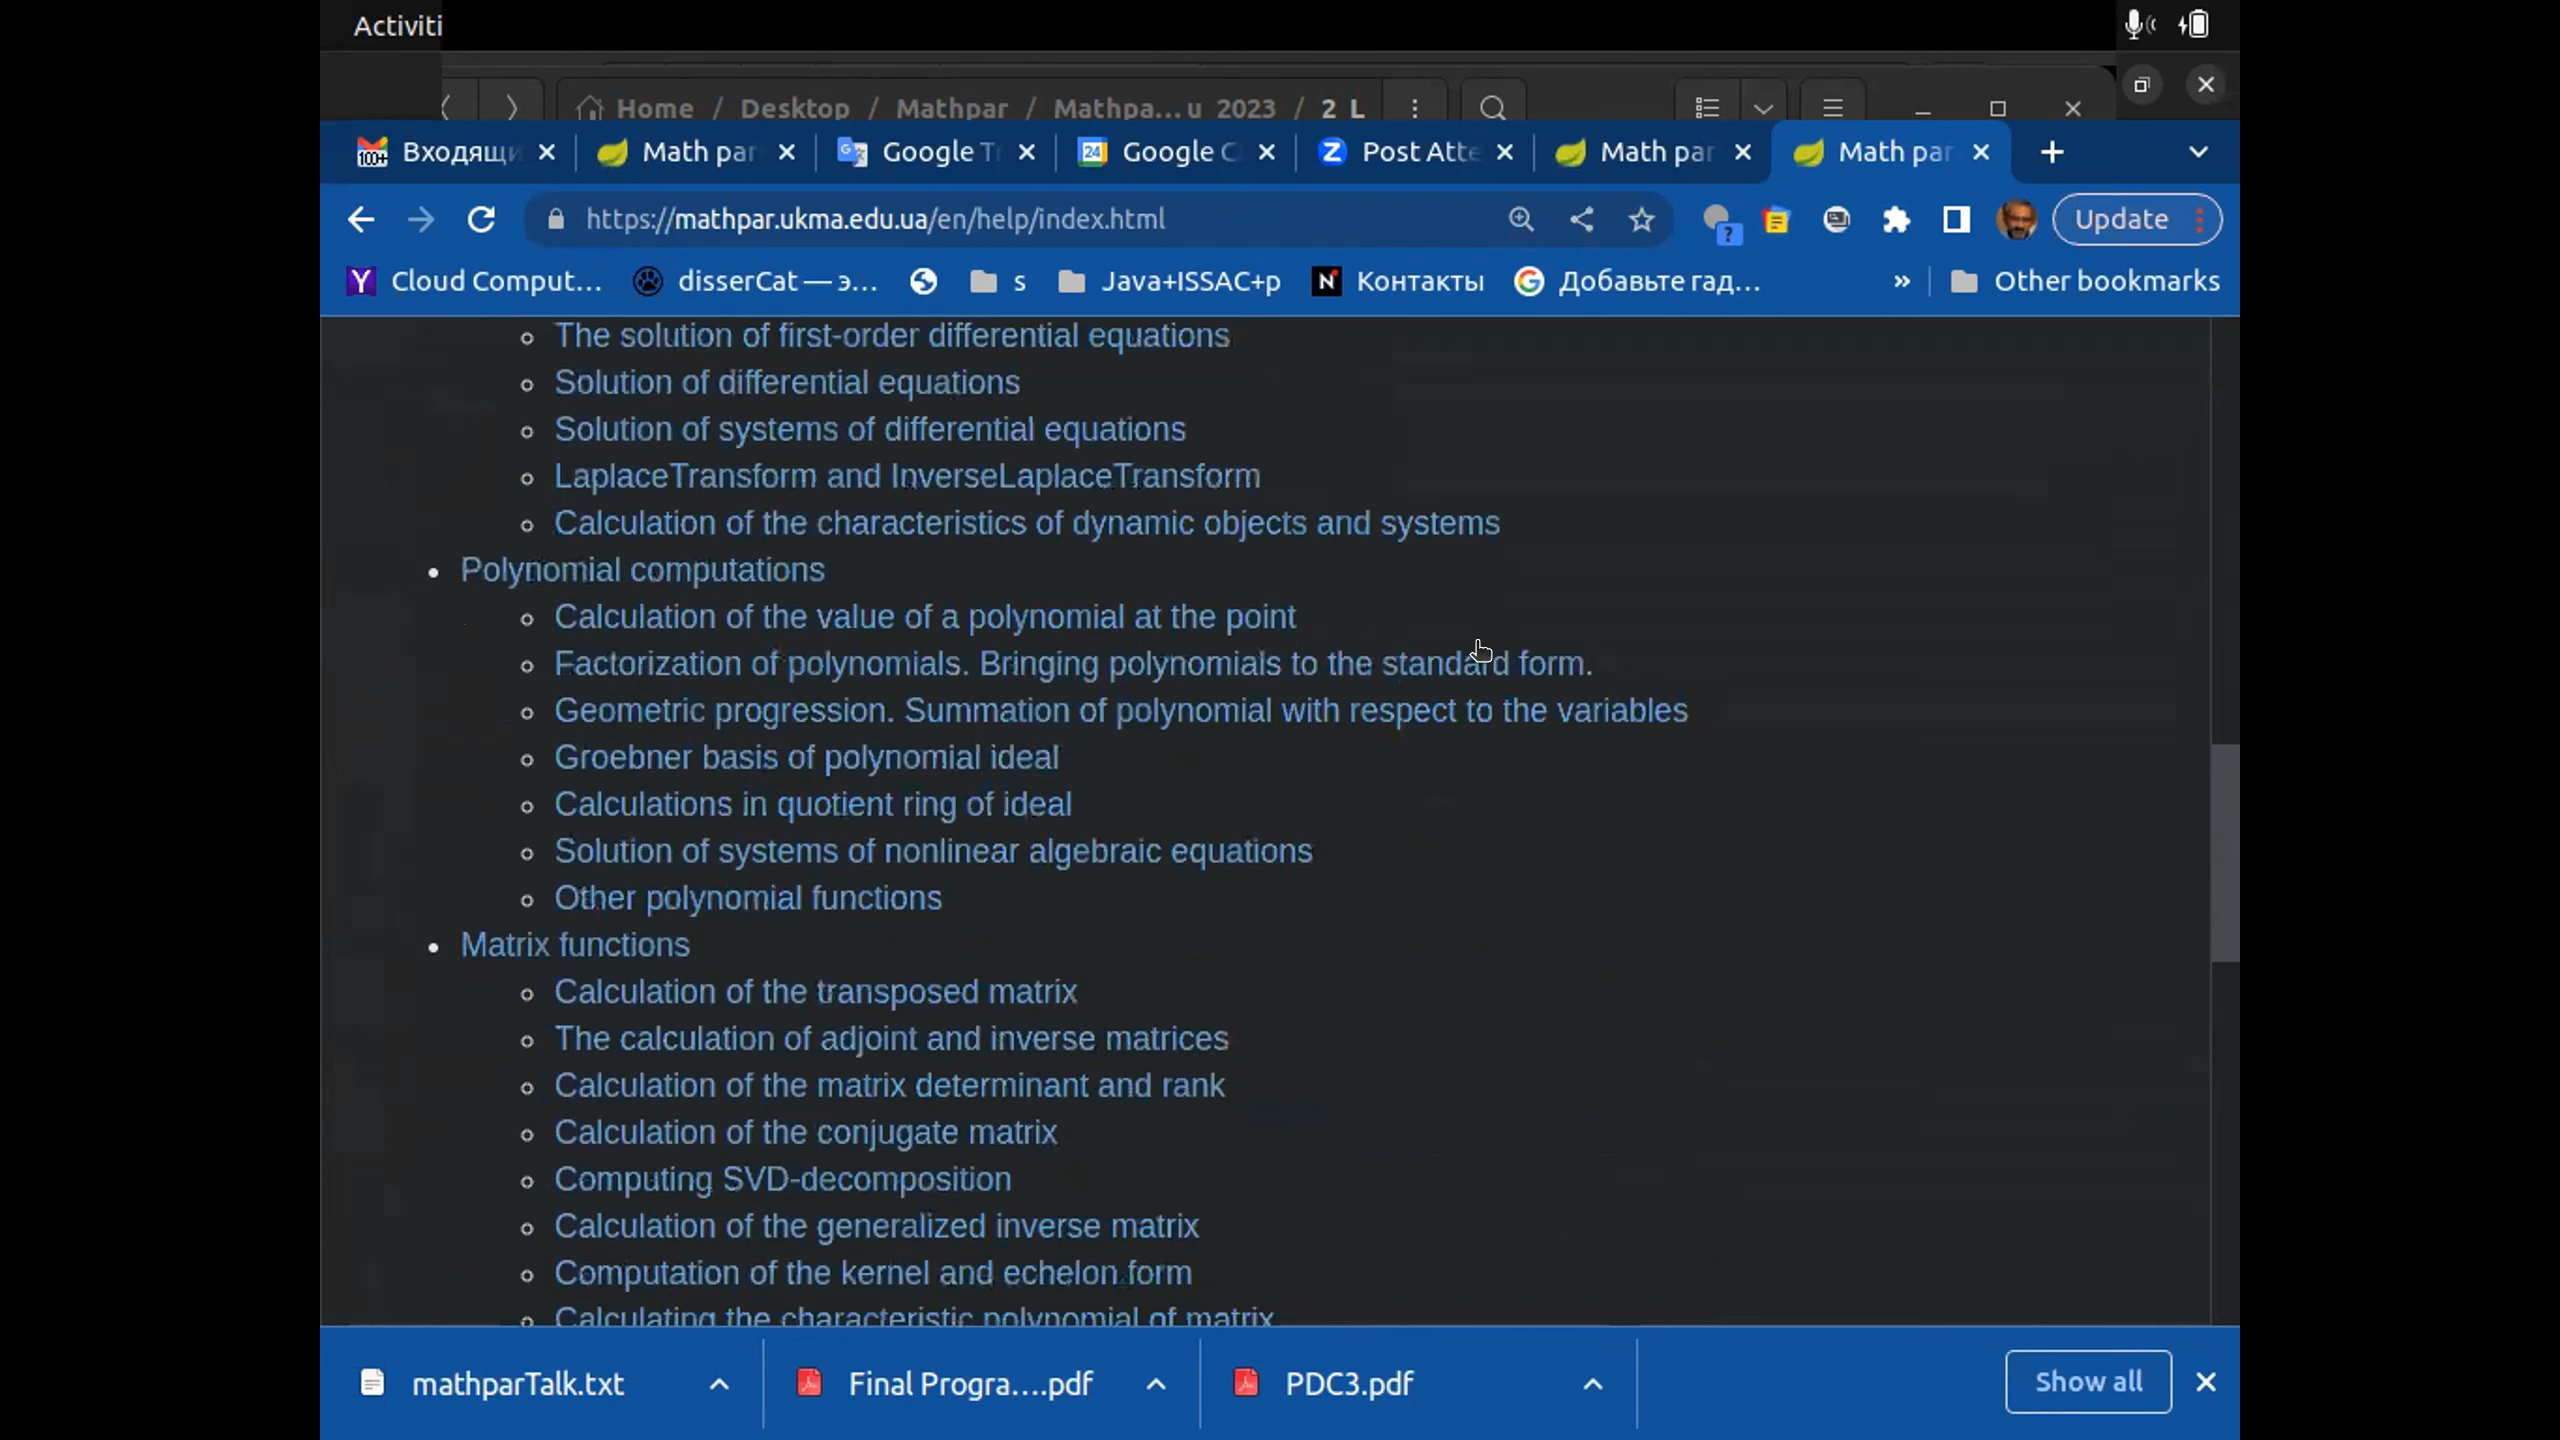 Activiti
Home / Desktop / Mathpar / Mathpa...u 2023 / 2 L
Входящи Math par Google Tr Google C Post Atte Math par Math par
https://mathpar.ukma.edu.ua/en/help/index.html Update
Cloud Comput... disserCat — э... s Java+ISSAC+p Контакты Добавьте гад... » Other bookmarks
The solution of first-order differential equations
Solution of differential equations
Solution of systems of differential equations
LaplaceTransform and InverseLaplaceTransform
Calculation of the characteristics of dynamic objects and systems
Polynomial computations
Calculation of the value of a polynomial at the point
Factorization of polynomials. Bringing polynomials to the standard form.
Geometric progression. Summation of polynomial with respect to the variables
Groebner basis of polynomial ideal
Calculations in quotient ring of ideal
Solution of systems of nonlinear algebraic equations
Other polynomial functions
Matrix functions
Calculation of the transposed matrix
The calculation of adjoint and inverse matrices
Calculation of the matrix determinant and rank
Calculation of the conjugate matrix
Computing SVD-decomposition
Calculation of the generalized inverse matrix
Computation of the kernel and echelon form
Calculating the characteristic polynomial of matrix
mathparTalk.txt Final Progra....pdf PDC3.pdf Show all